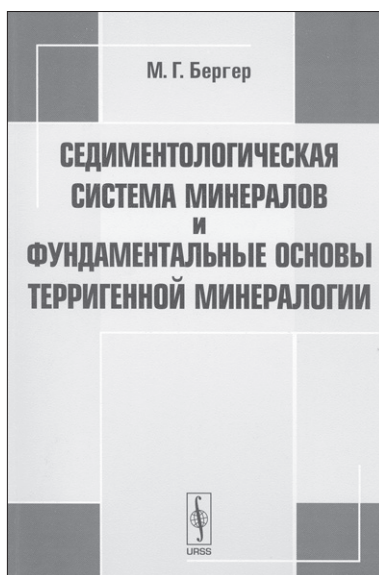 М. Г. Бергер
СЕДИМЕНТОЛОГИЧЕСКАЯ
СИСТЕМА МИНЕРАЛОВ
и
ФУНДАМЕНТАЛЬНЫЕ ОСНОВЫ
ТЕРРИГЕННОЙ МИНЕРАЛОГИИ
URSS